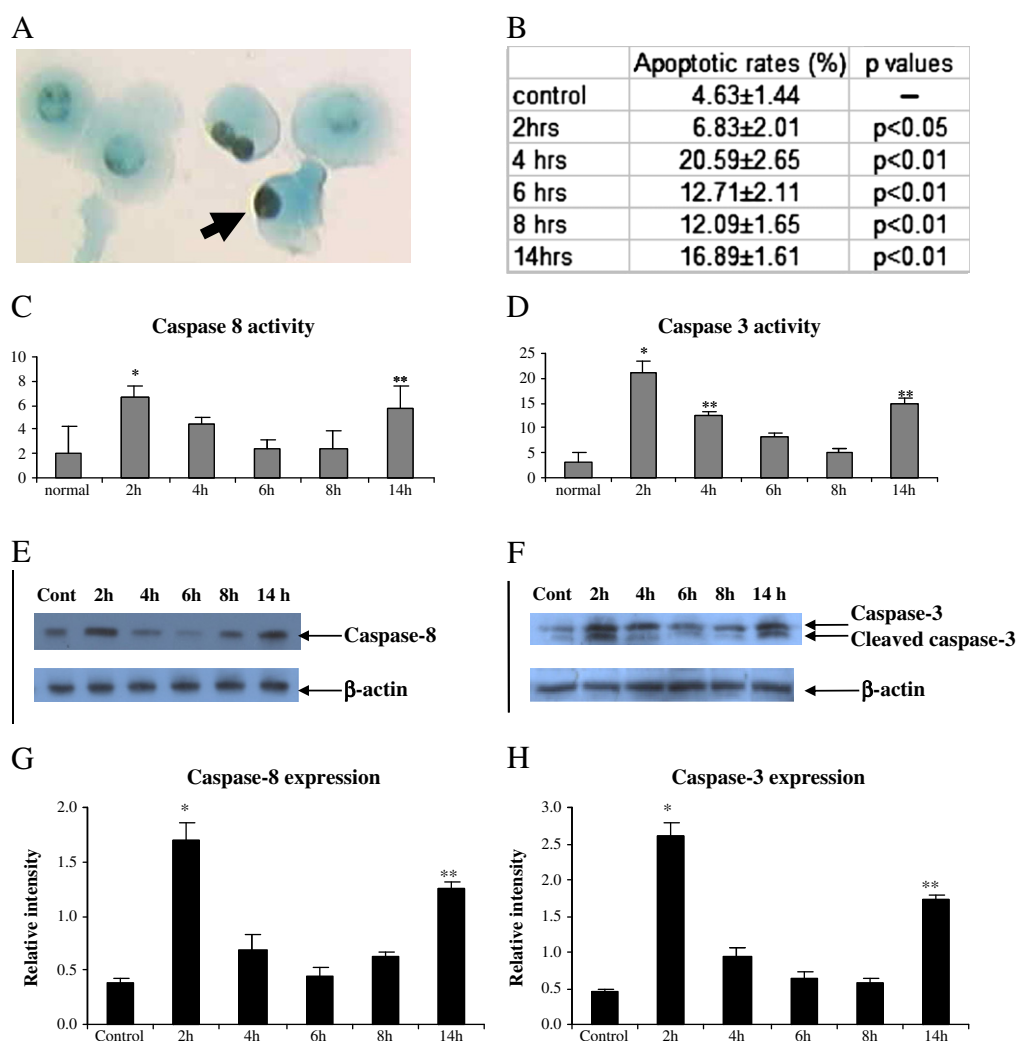 A
B
Apoptotic rates (%) p values
control 4.63±1.44 –
2hrs 6.83±2.01 p<0.05
4 hrs 20.59±2.65 p<0.01
6 hrs 12.71±2.11 p<0.01
8 hrs 12.09±1.65 p<0.01
14hrs 16.89±1.61 p<0.01
C
Caspase 8 activity
10
8
6
4
2
0
*
**
normal 2h 4h 6h 8h 14h
D
Caspase 3 activity
25
20
15
10
5
0
*
**
**
normal 2h 4h 6h 8h 14h
E
Cont 2h 4h 6h 8h 14 h
Caspase-8
β-actin
F
Cont 2h 4h 6h 8h 14 h
Caspase-3
Cleaved caspase-3
β-actin
G
Caspase-8 expression
Relative intensity
2.0
1.5
1.0
0.5
0.0
*
**
Control 2h 4h 6h 8h 14h
H
Caspase-3 expression
Relative intensity
3.0
2.5
2.0
1.5
1.0
0.5
0.0
*
**
Control 2h 4h 6h 8h 14h